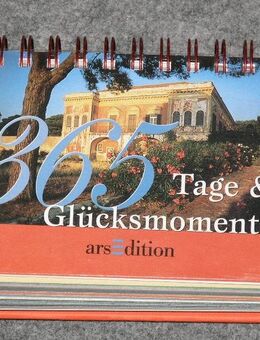 365 Tage &
Glücksmoment
arsEdition